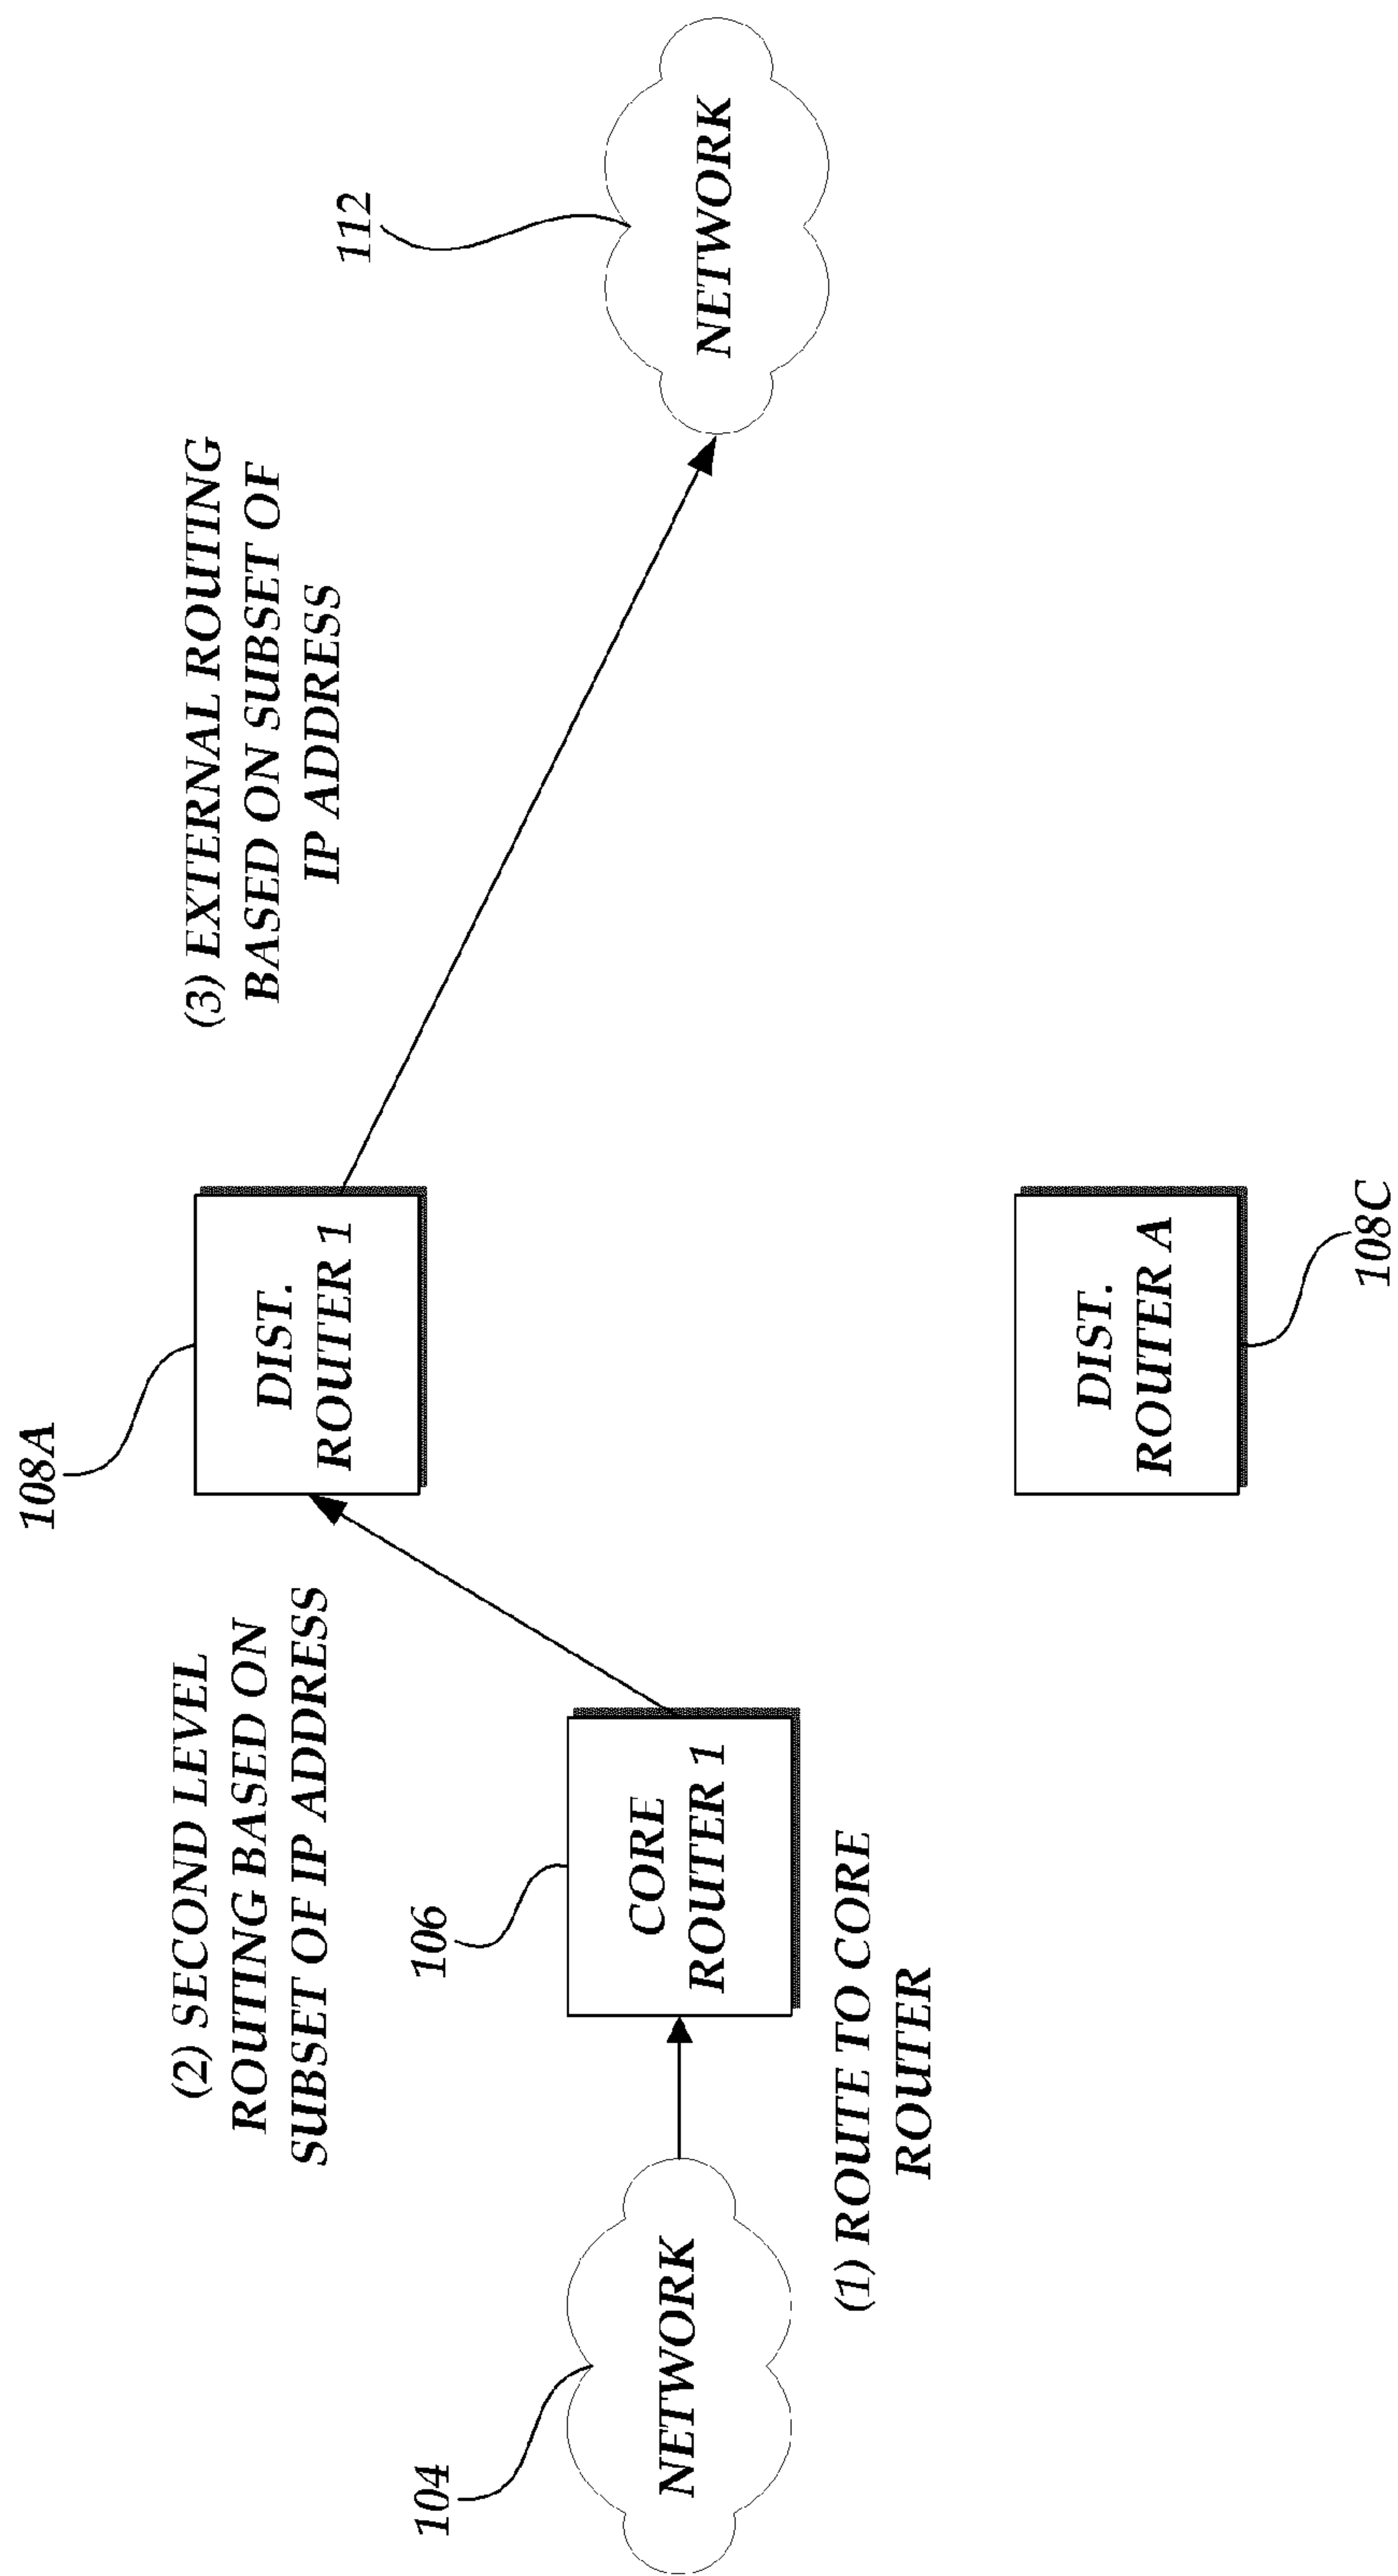 108A
(2) SECOND LEVEL
ROUTING BASED ON
SUBSET OF IP ADDRESS
(3) EXTERNAL ROUTING
BASED ON SUBSET OF
IP ADDRESS
DIST.
ROUTER 1
112
104
106
NETWORK
CORE
ROUTER 1
NETWORK
(1) ROUTE TO CORE
ROUTER
DIST.
ROUTER A
108C